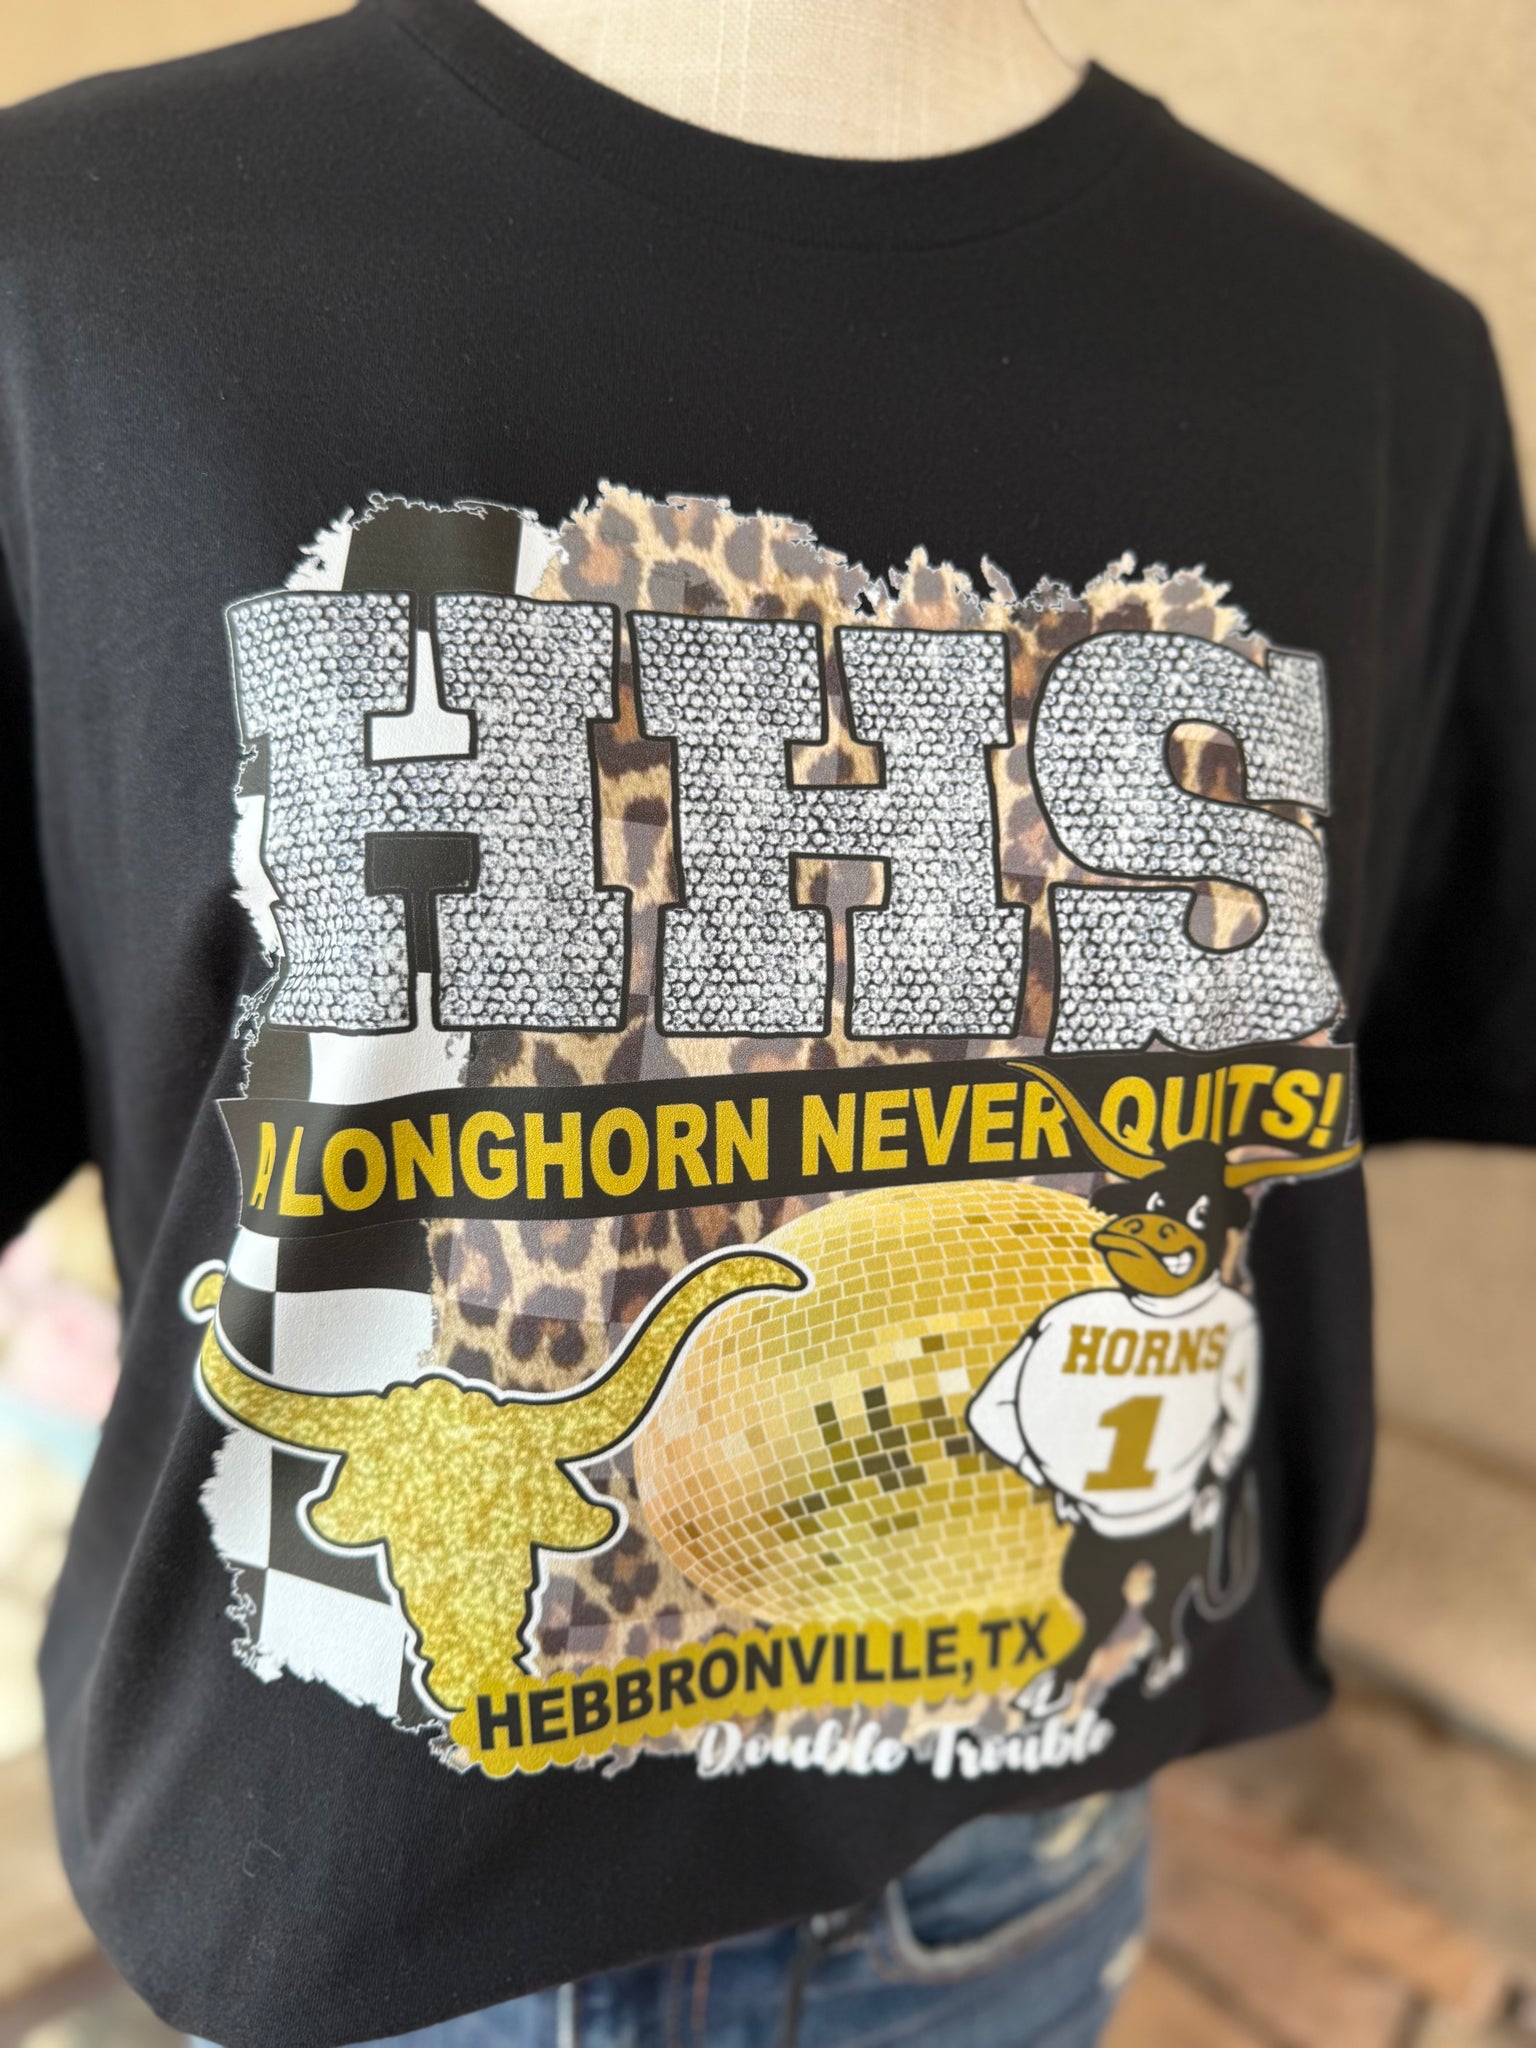 HHS
A LONGHORN NEVER QUITS!
HORNS
1
HEBBRONVILLE, TX
Double Trouble